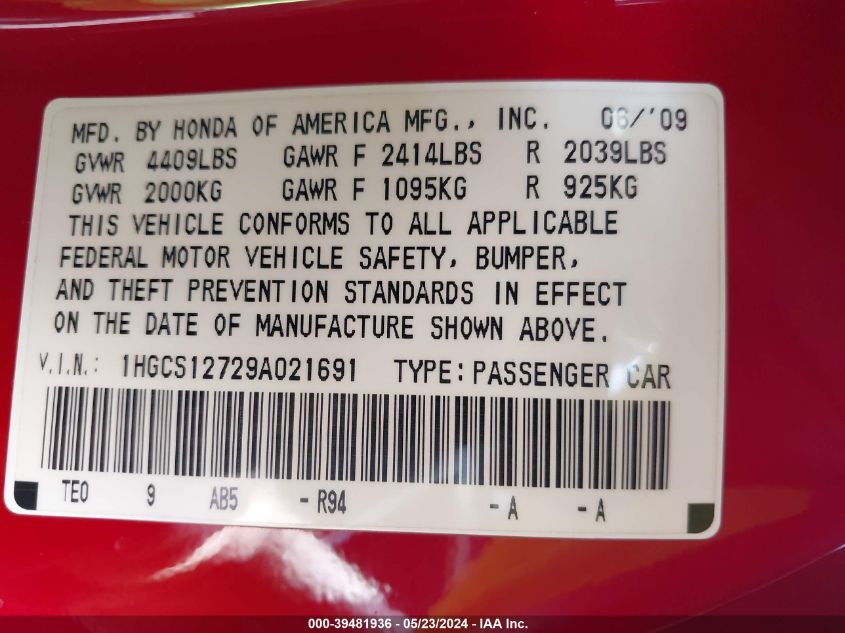 MFD. BY HONDA OF AMERICA MFG., INC. 06/'09
GVWR 4409LBS GAWR F 2414LBS R 2039LBS
GVWR 2000KG GAWR F 1095KG R 925KG
THIS VEHICLE CONFORMS TO ALL APPLICABLE
FEDERAL MOTOR VEHICLE SAFETY, BUMPER,
AND THEFT PREVENTION STANDARDS IN EFFECT
ON THE DATE OF MANUFACTURE SHOWN ABOVE.
V.I.N.: 1HGCS12729A021691 TYPE: PASSENGER CAR
TE0 9 AB5 - R94 - A - A
000-39481936 - 05/23/2024 - IAA Inc.